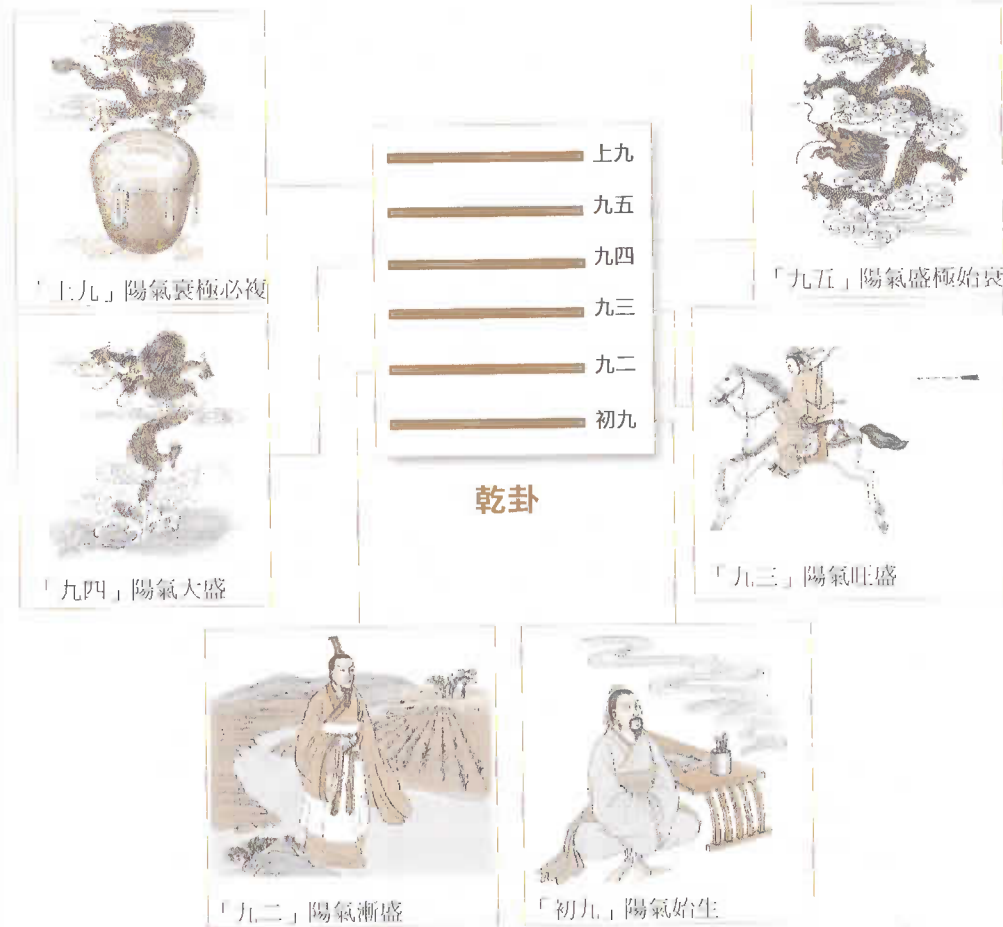 上九
九五
九四
九三
九二
初九
乾卦
「上九」陽氣衰極必複
「九五」陽氣盛極始衰
「九四」陽氣大盛
「九三」陽氣旺盛
「九二」陽氣漸盛
「初九」陽氣始生